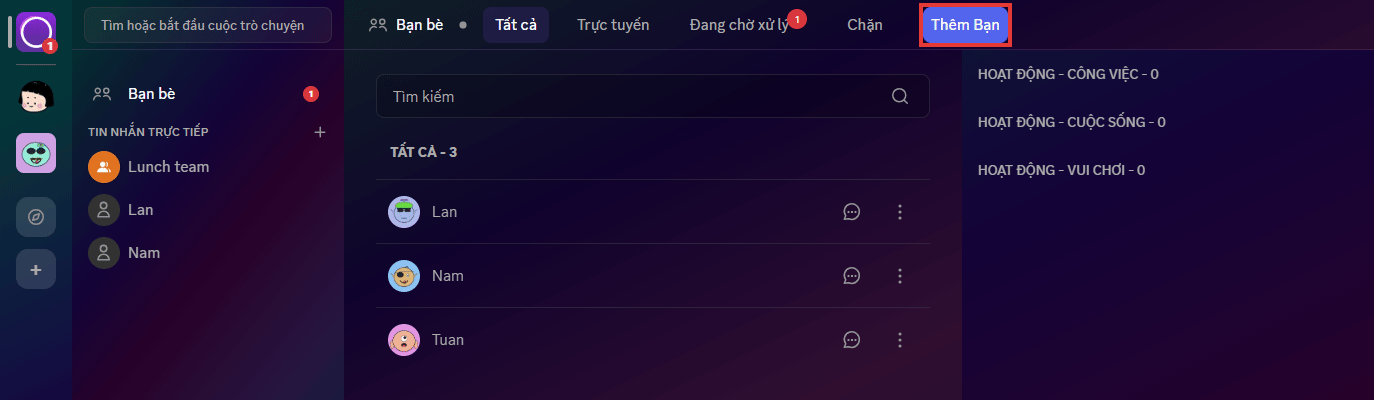 1
Tìm hoặc bắt đầu cuộc trò chuyện
Bạn bè
1
TIN NHẮN TRỰC TIẾP
Lunch team
Lan
Nam
Bạn bè
Tất cả
Trực tuyến
Đang chờ xử lý
1
Chặn
Thêm Bạn
Tìm kiếm
TẤT CẢ - 3
Lan
Nam
Tuan
HOẠT ĐỘNG - CÔNG VIỆC - 0
HOẠT ĐỘNG - CUỘC SỐNG - 0
HOẠT ĐỘNG - VUI CHƠI - 0